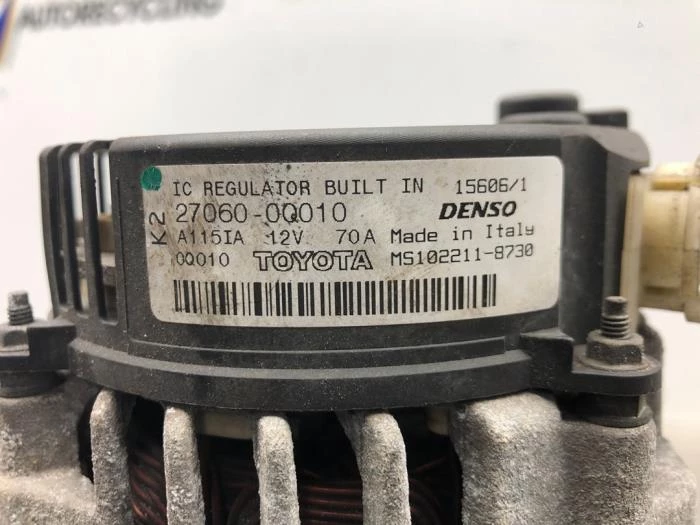 AUTORECYCLING
IC REGULATOR BUILT IN 15606/1
K2
27060-0Q010 DENSO
A115IA 12V 70A Made in Italy
0Q010 TOYOTA MS102211-8730